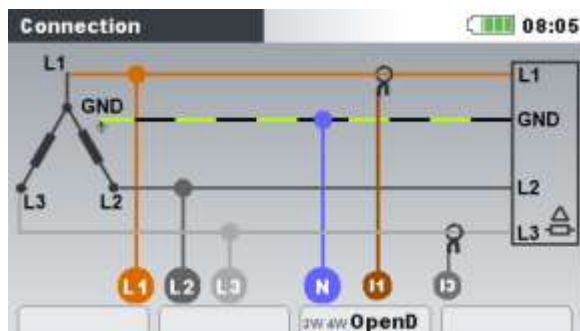 Connection 08:05
L1 L1
GND GND
L3 L2 L2
L3
L1 L2 L3 N I1 I3
3W 4W OpenD